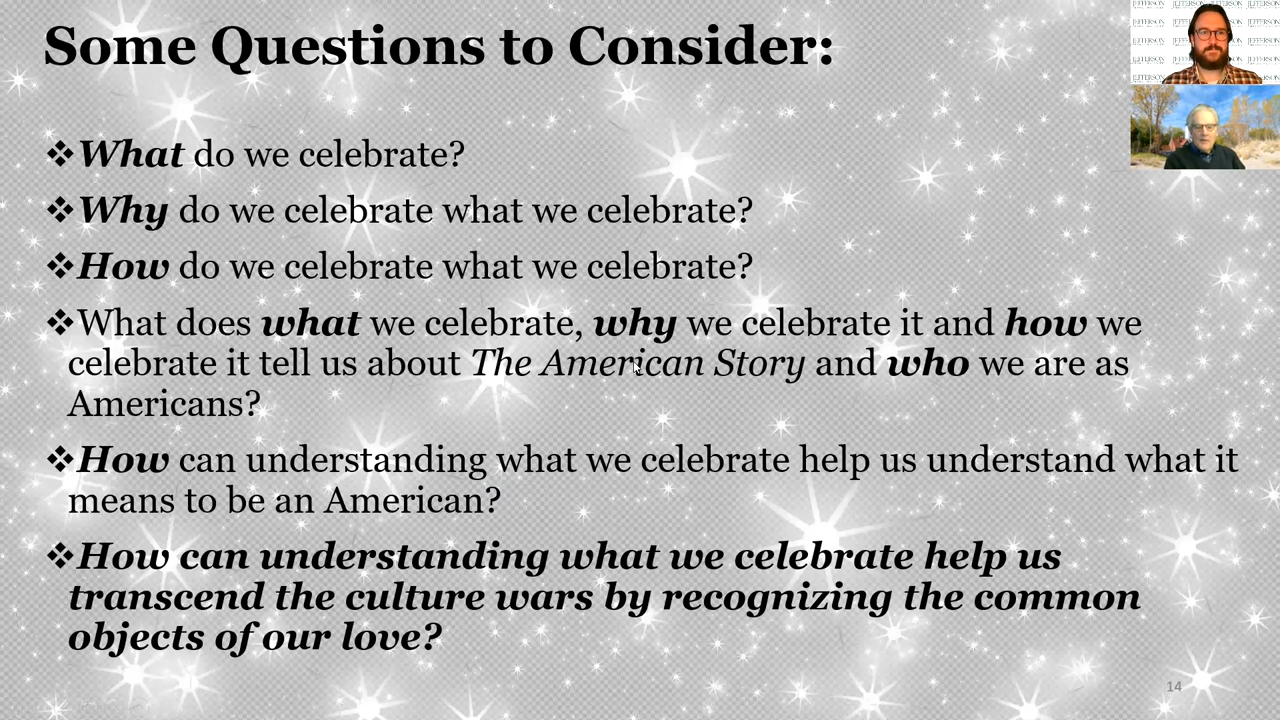 Some Questions to Consider:
❖What do we celebrate?
❖Why do we celebrate what we celebrate?
❖How do we celebrate what we celebrate?
❖What does what we celebrate, why we celebrate it and how we
celebrate it tell us about The American Story and who we are as
Americans?
❖How can understanding what we celebrate help us understand what it
means to be an American?
❖How can understanding what we celebrate help us
transcend the culture wars by recognizing the common
objects of our love?
14